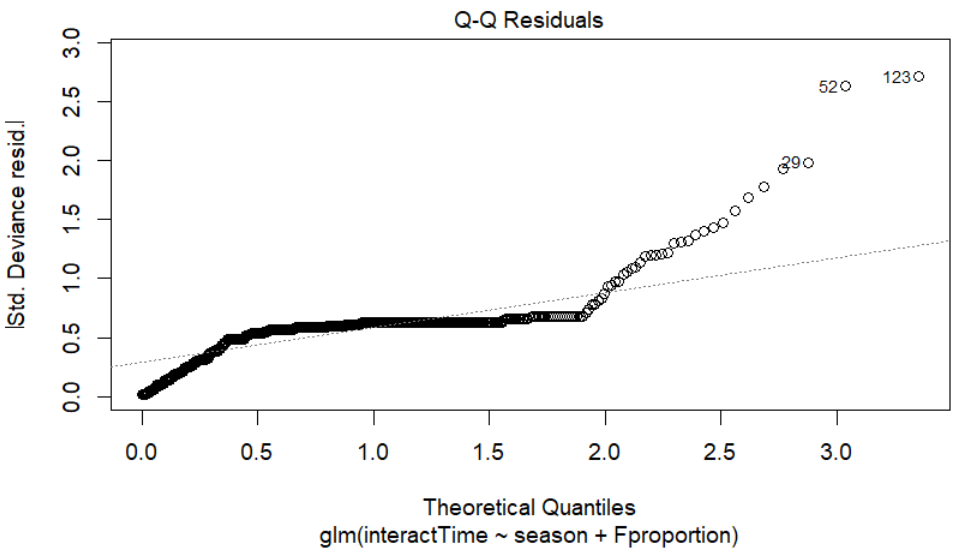 Q-Q Residuals
|Std. Deviance resid.|
3.0
2.5
2.0
1.5
1.0
0.5
0.0
52
123
29
0.0 0.5 1.0 1.5 2.0 2.5 3.0
Theoretical Quantiles
glm(interactTime ~ season + Fproportion)